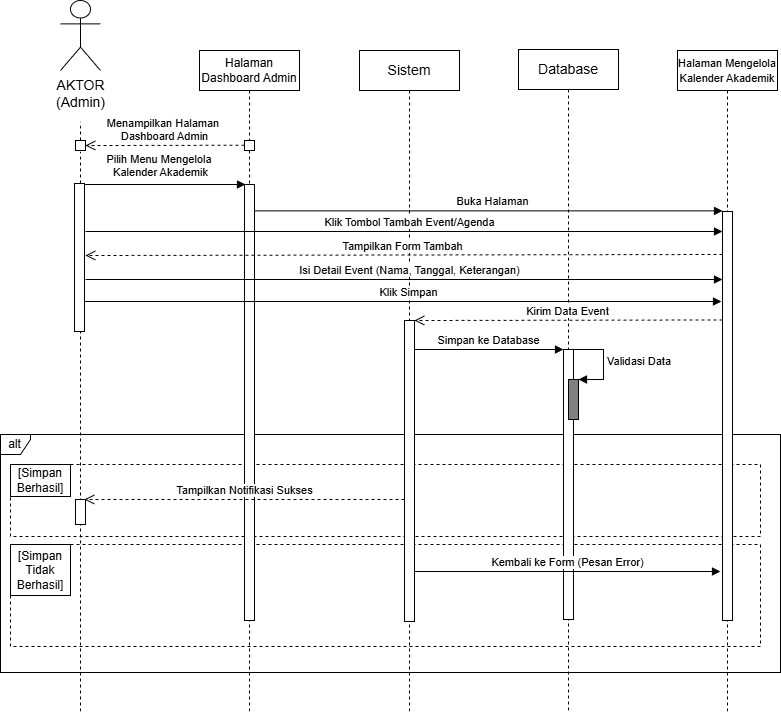 AKTOR
(Admin)
Halaman
Dashboard Admin
Sistem
Database
Halaman Mengelola
Kalender Akademik
Menampilkan Halaman
Dashboard Admin
Pilih Menu Mengelola
Kalender Akademik
Buka Halaman
Klik Tombol Tambah Event/Agenda
Tampilkan Form Tambah
Isi Detail Event (Nama, Tanggal, Keterangan)
Klik Simpan
Kirim Data Event
Simpan ke Database
Validasi Data
alt
[Simpan
Berhasil]
Tampilkan Notifikasi Sukses
[Simpan
Tidak
Berhasil]
Kembali ke Form (Pesan Error)